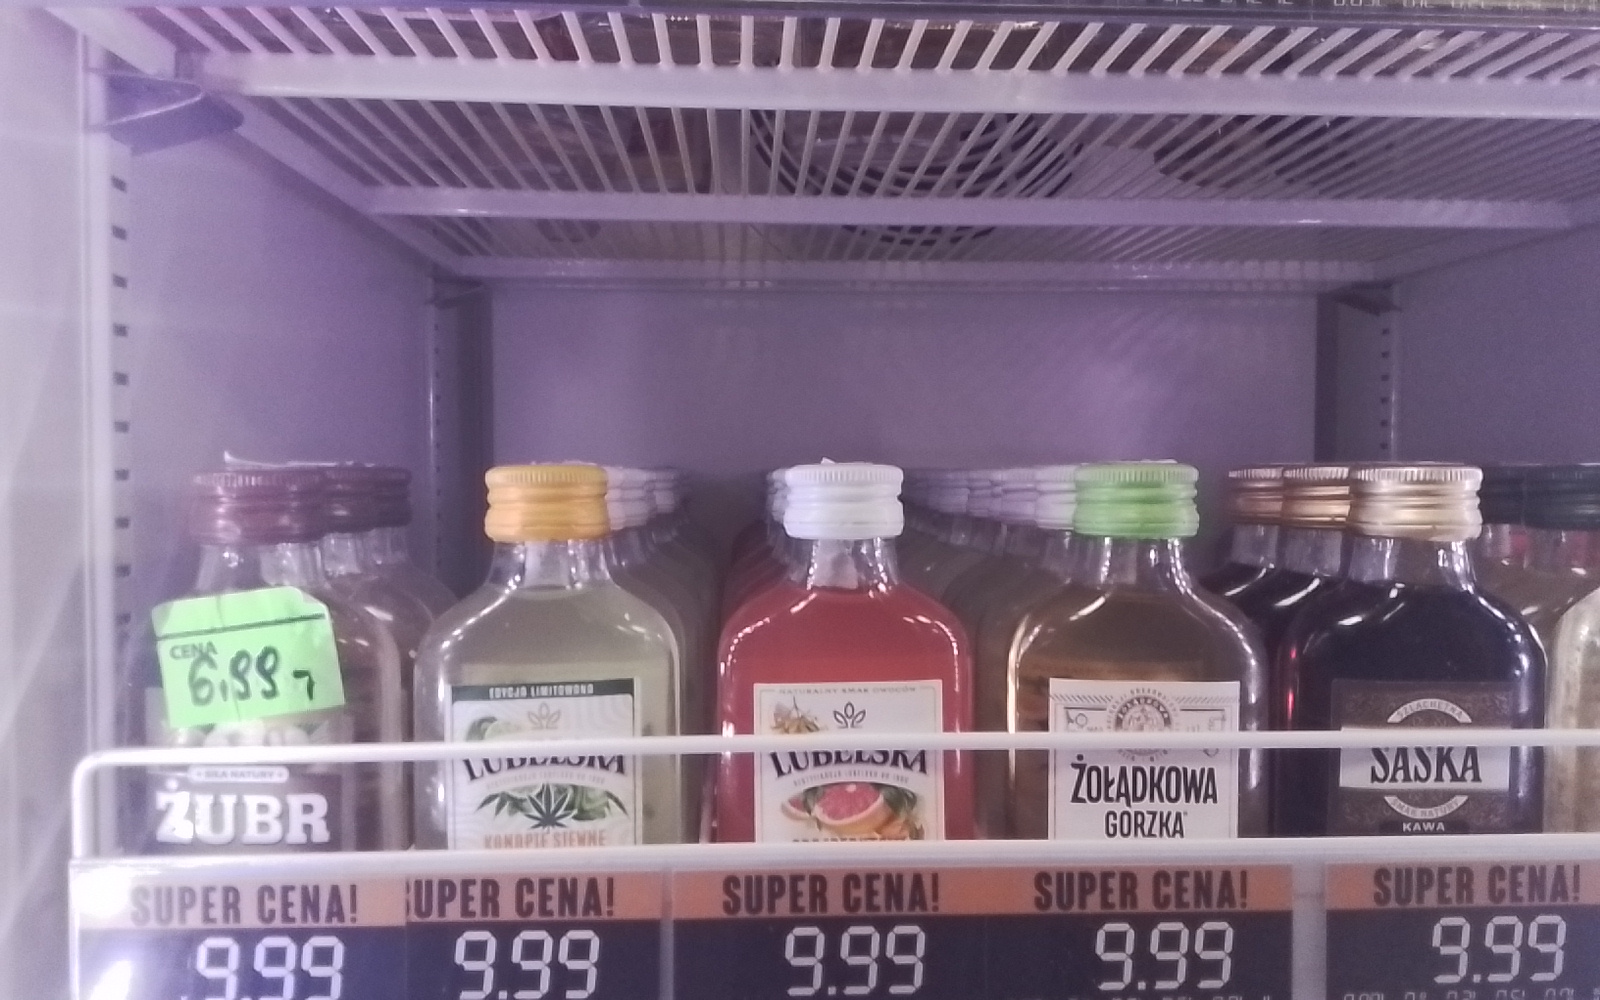 CENA
6,99
SIŁA NATURY
ŻUBR
EDYCJA LIMITOWANA
LUBELSKA
KONOPIE SIEWNE
NATURALNY SMAK OWOCÓW
LUBELSKA
ŻOŁĄDKOWA
GORZKA
SZLACHETNA
SASKA
SMAK NATURY
KAWA
SUPER CENA!
9.99
SUPER CENA!
9.99
SUPER CENA!
9.99
SUPER CENA!
9.99
SUPER CENA!
9.99